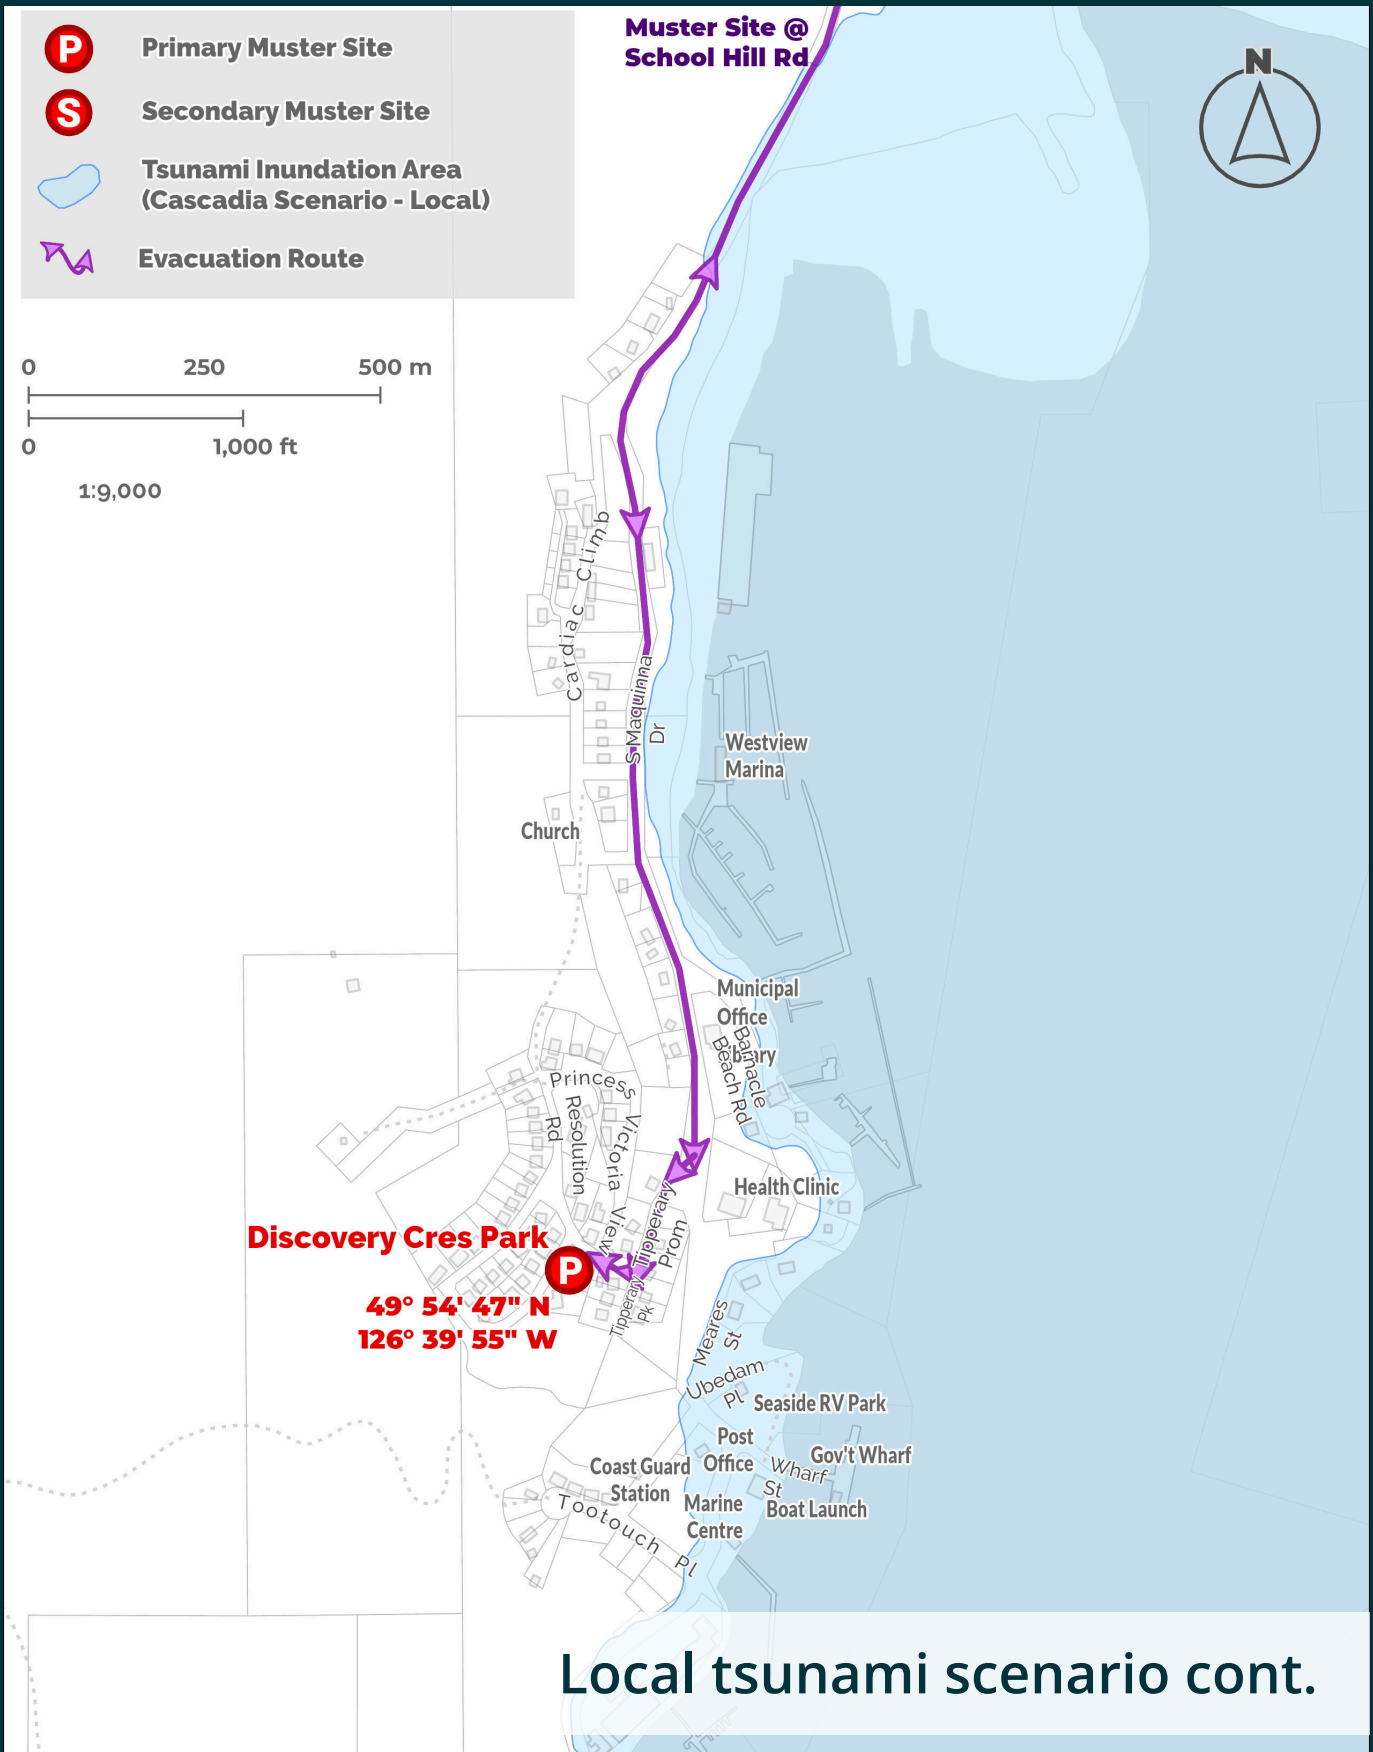 Muster Site @
School Hill Rd
N
P
Primary Muster Site
S
Secondary Muster Site
Tsunami Inundation Area
(Cascadia Scenario - Local)
Evacuation Route
0 250 500 m
0 1,000 ft
1:9,000
Cardiac Climb
S Maquinna
Dr
Westview
Marina
Church
Municipal
Office
Barnacle
Beach Rd
Princess
Victoria View
Resolution
Rd
Health Clinic
Tipperary
Prom
Discovery Cres Park
P
49° 54' 47" N
126° 39' 55" W
Tipperary
Pk
Meares
St
Ubedam
Pl
Seaside RV Park
Post
Office
Gov't Wharf
Wharf
St
Coast Guard
Station
Marine
Centre
Boat Launch
Tootouch Pl
Local tsunami scenario cont.